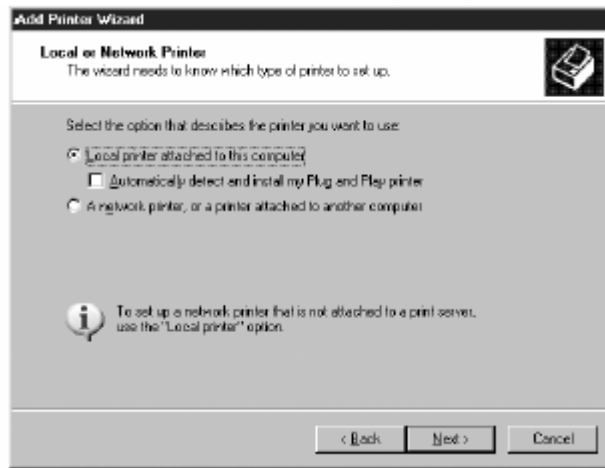 Add Printer Wizard
Local or Network Printer
The wizard needs to know which type of printer to set up.
Select the option that describes the printer you want to use:
Local printer attached to this computer
Automatically detect and install my Plug and Play printer
A network printer, or a printer attached to another computer
To set up a network printer that is not attached to a print server,
use the "Local printer" option.
< Back Next > Cancel